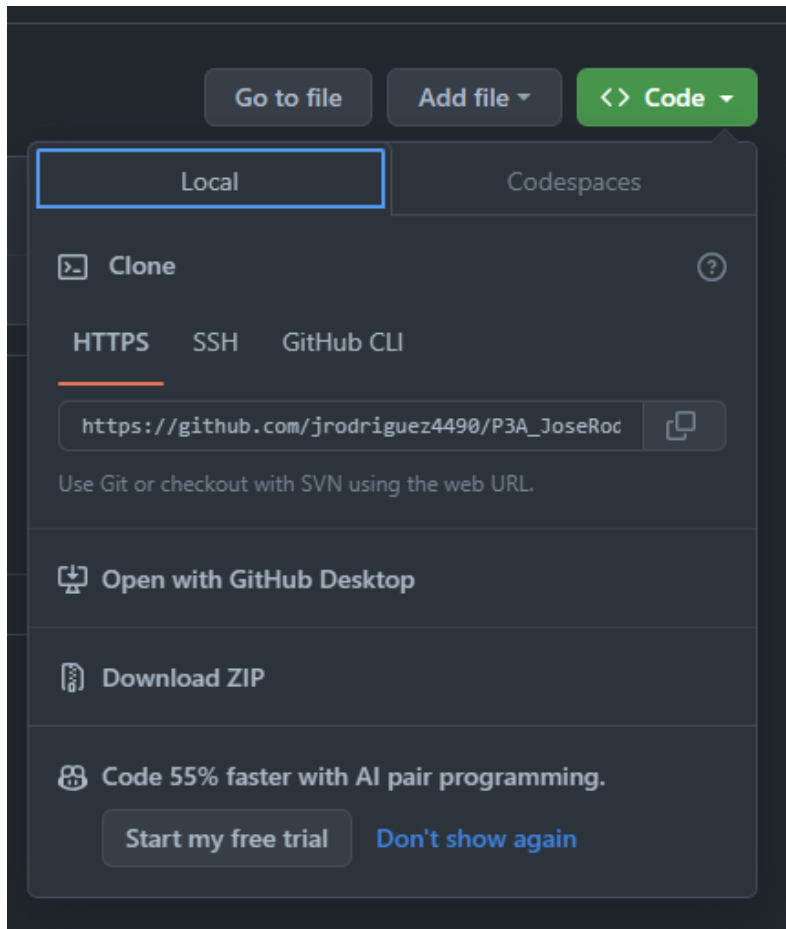 Go to file Add file <> Code
Local Codespaces
Clone
HTTPS SSH GitHub CLI
https://github.com/jrodriguez4490/P3A_JoseRod
Use Git or checkout with SVN using the web URL.
Open with GitHub Desktop
Download ZIP
Code 55% faster with AI pair programming.
Start my free trial Don't show again